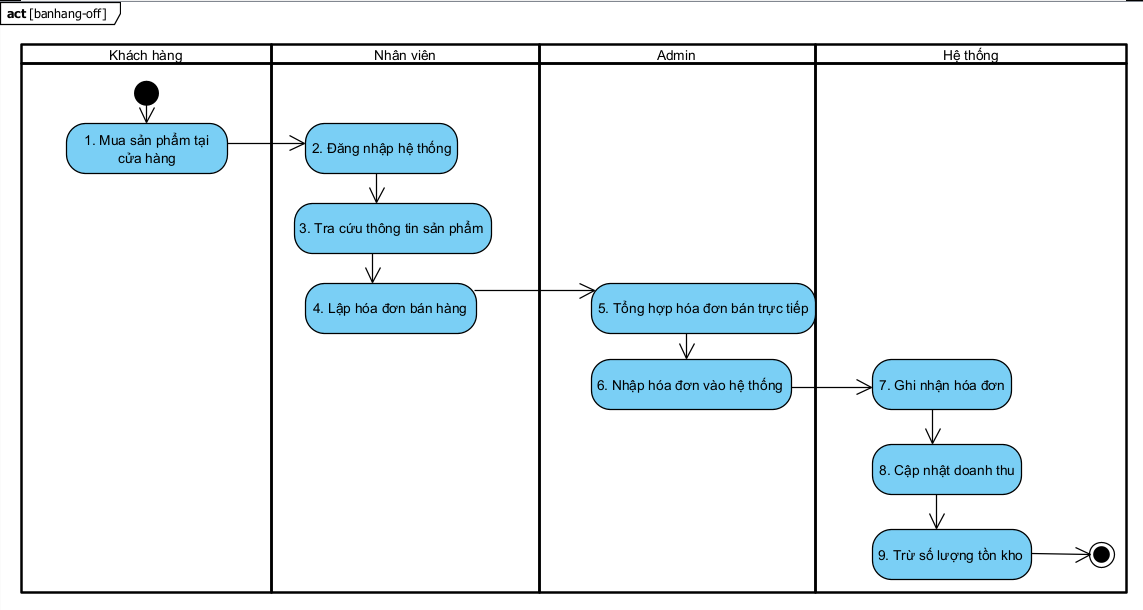 act [banhang-off]
Khách hàng
Nhân viên
Admin
Hệ thống
1. Mua sản phẩm tại
cửa hàng
2. Đăng nhập hệ thống
3. Tra cứu thông tin sản phẩm
4. Lập hóa đơn bán hàng
5. Tổng hợp hóa đơn bán trực tiếp
6. Nhập hóa đơn vào hệ thống
7. Ghi nhận hóa đơn
8. Cập nhật doanh thu
9. Trừ số lượng tồn kho